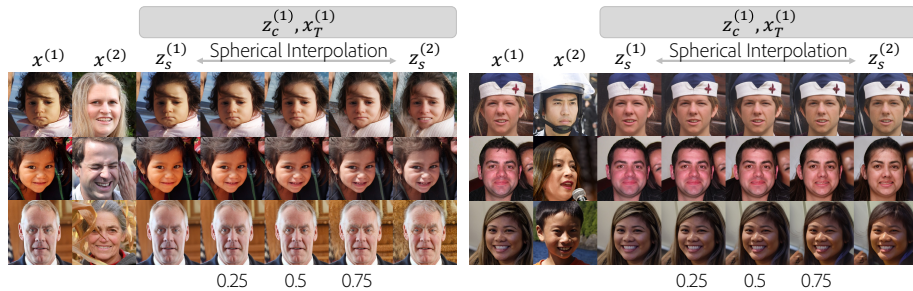 z_c^{(1)}, x_T^{(1)}
x^{(1)} x^{(2)} z_s^{(1)} Spherical Interpolation z_s^{(2)}
0.25 0.5 0.75
z_c^{(1)}, x_T^{(1)}
x^{(1)} x^{(2)} z_s^{(1)} Spherical Interpolation z_s^{(2)}
0.25 0.5 0.75